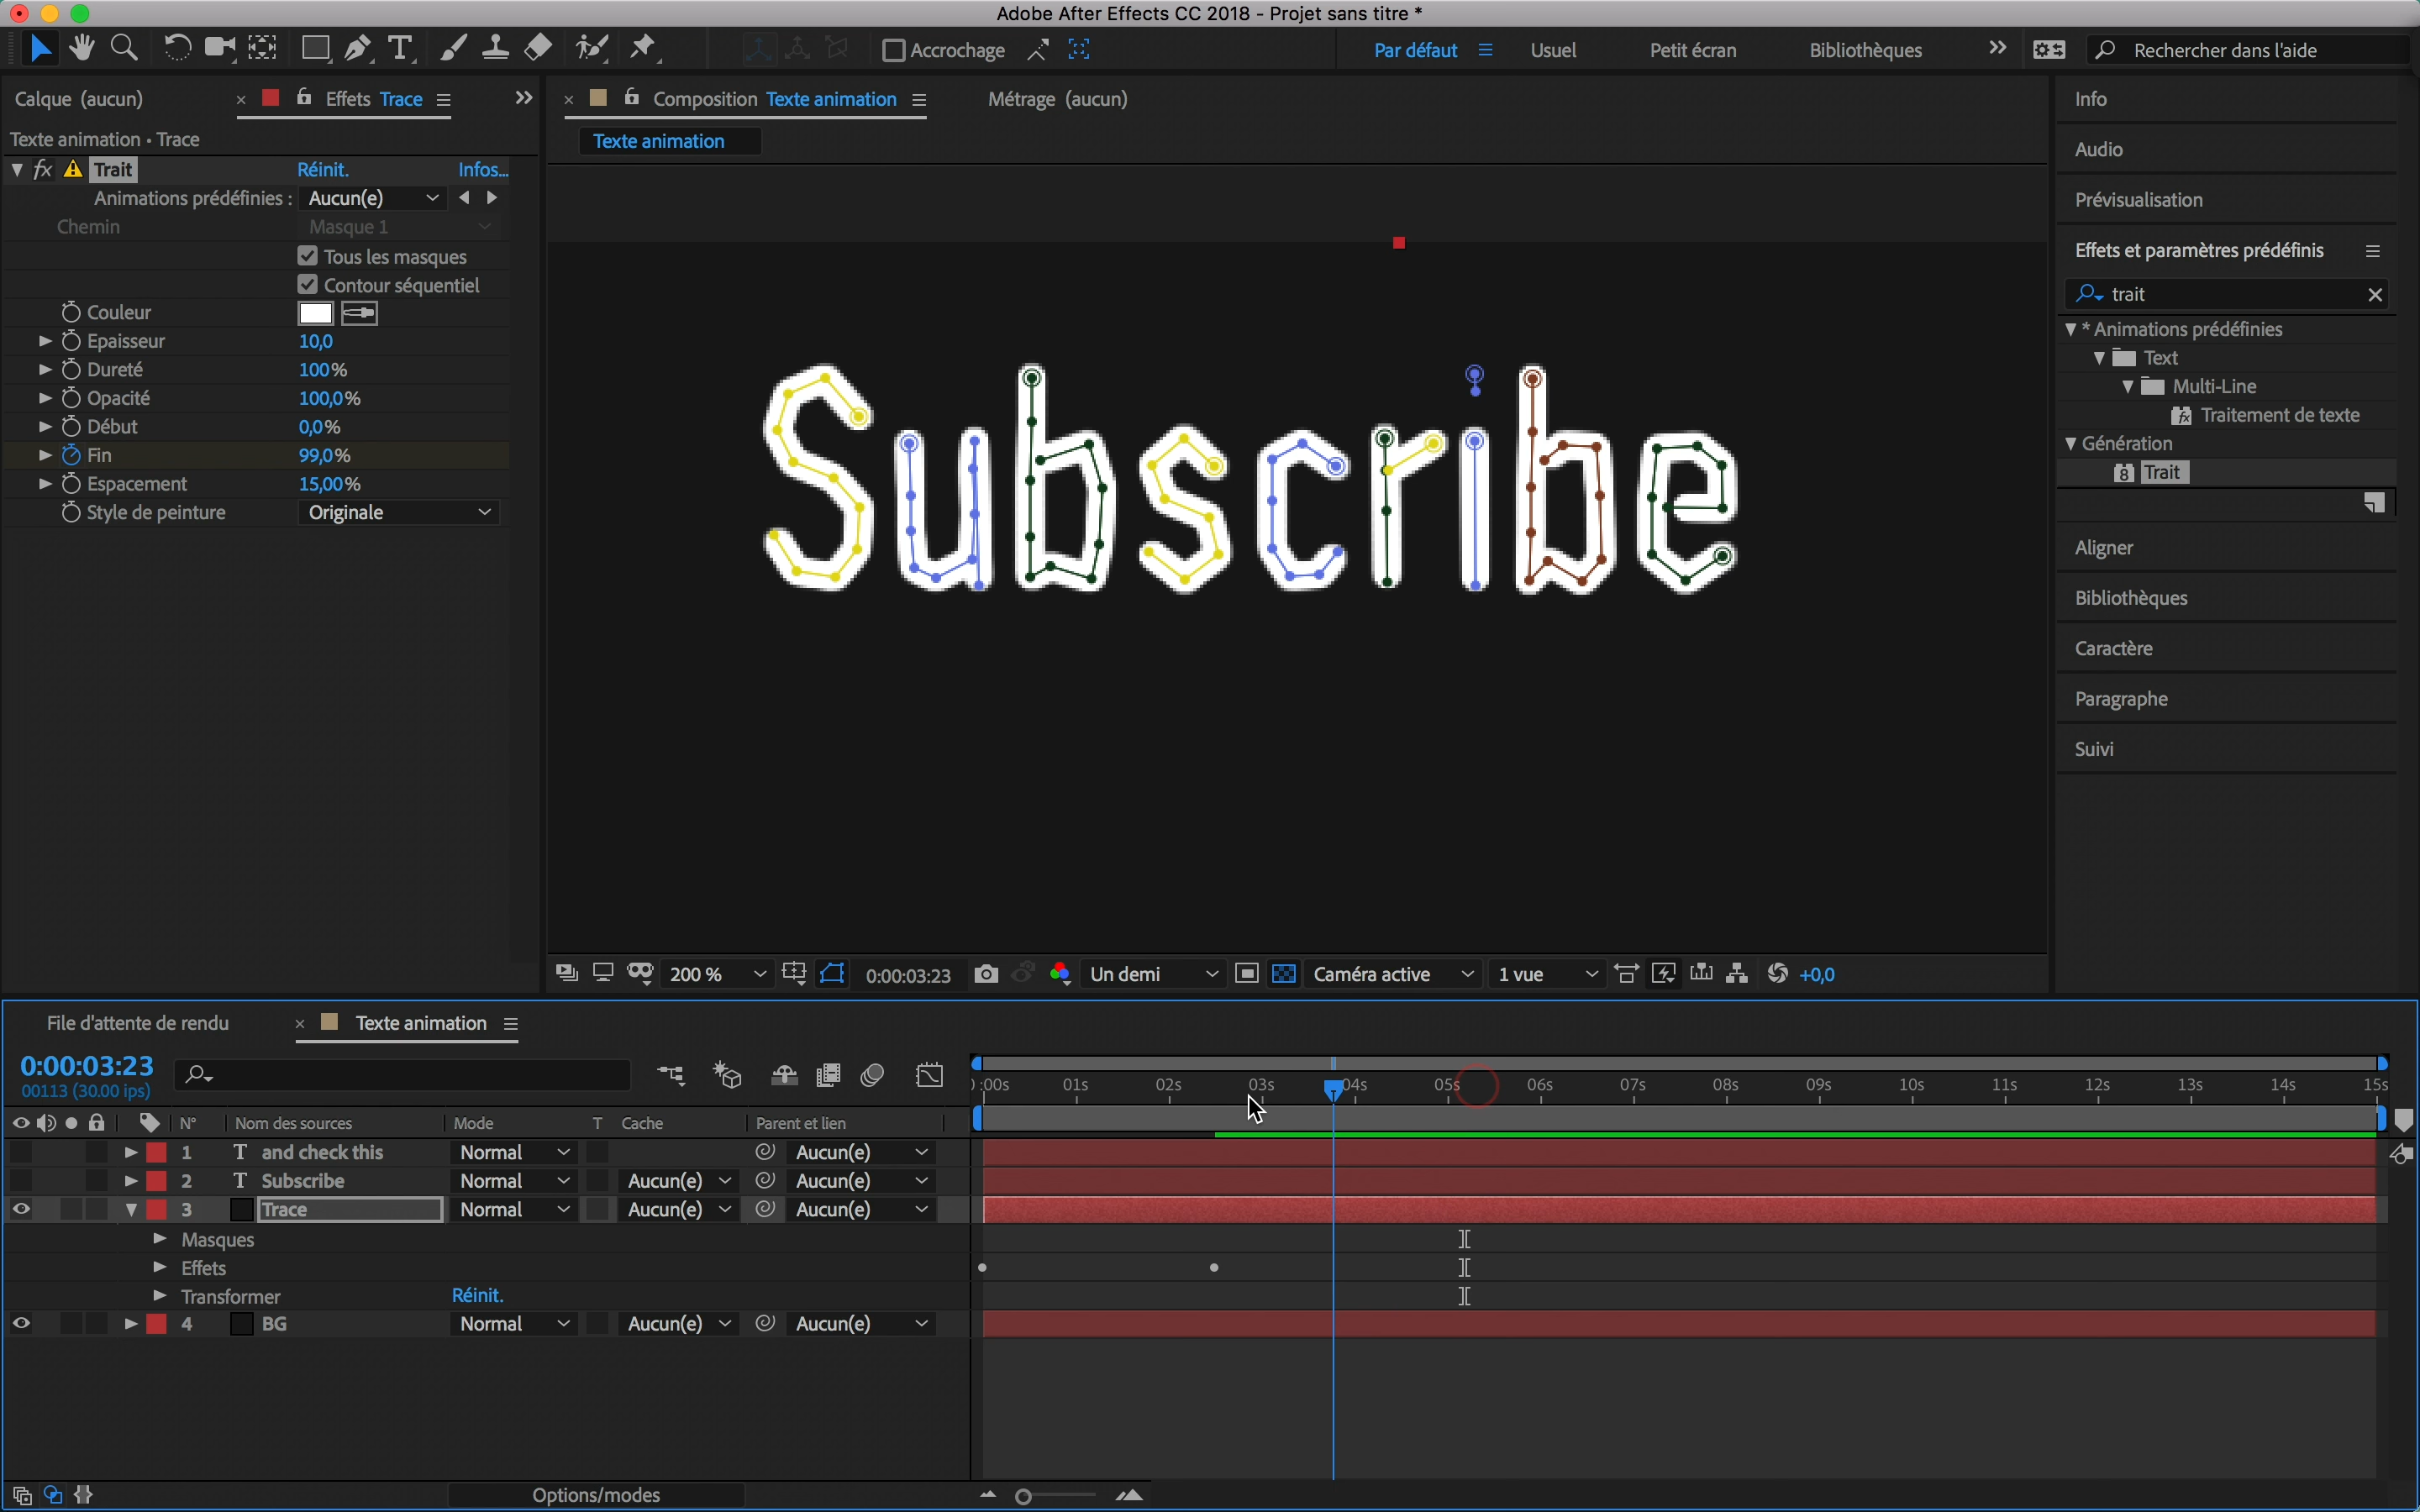 Adobe After Effects CC 2018 - Projet sans titre *
Accrochage
Par défaut
Usuel
Petit écran
Bibliothèques
Rechercher dans l'aide
Calque (aucun)
Effets Trace
Composition Texte animation
Métrage (aucun)
Texte animation • Trace
Texte animation
fx Trait Réinit. Infos...
Animations prédéfinies : Aucun(e)
Chemin Masque 1
Tous les masques
Contour séquentiel
Couleur
Epaisseur 10,0
Dureté 100%
Opacité 100,0%
Début 0,0%
Fin 99,0%
Espacement 15,00%
Style de peinture Originale
Subscribe
Info
Audio
Prévisualisation
Effets et paramètres prédéfinis
trait
* Animations prédéfinies
Text
Multi-Line
Traitement de texte
Génération
8 Trait
Aligner
Bibliothèques
Caractère
Paragraphe
Suivi
200 % 0:00:03:23 Un demi Caméra active 1 vue +0,0
File d'attente de rendu
Texte animation
0:00:03:23
00113 (30.00 ips)
:00s 01s 02s 03s 04s 05s 06s 07s 08s 09s 10s 11s 12s 13s 14s 15s
N° Nom des sources Mode T Cache Parent et lien
1 T and check this Normal Aucun(e)
2 T Subscribe Normal Aucun(e) Aucun(e)
3 Trace Normal Aucun(e) Aucun(e)
Masques
Effets
Transformer Réinit.
4 BG Normal Aucun(e) Aucun(e)
Options/modes